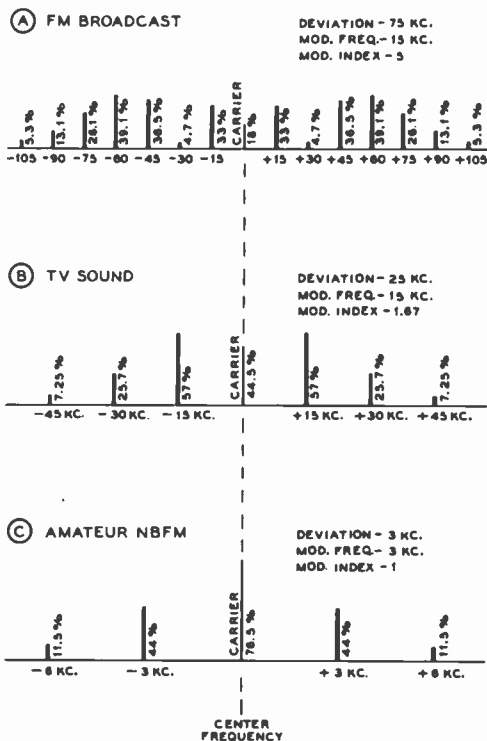 A FM BROADCAST
DEVIATION - 75 KC.
MOD. FREQ. - 15 KC.
MOD. INDEX - 5
5.3 %
13.1 %
26.1 %
39.1 %
36.5 %
4.7 %
33 %
CARRIER
18 %
33 %
4.7 %
36.5 %
39.1 %
26.1 %
13.1 %
5.3 %
-105 -90 -75 -60 -45 -30 -15 +15 +30 +45 +60 +75 +90 +105
B TV SOUND
DEVIATION - 25 KC.
MOD. FREQ. - 15 KC.
MOD. INDEX - 1.67
7.25 %
25.7 %
57 %
CARRIER
44.5 %
57 %
25.7 %
7.25 %
-45 KC. -30 KC. -15 KC. +15 KC. +30 KC. +45 KC.
C AMATEUR NBFM
DEVIATION - 3 KC.
MOD. FREQ. - 3 KC.
MOD. INDEX - 1
11.5 %
44 %
CARRIER
76.5 %
44 %
11.5 %
-6 KC. -3 KC. +3 KC. +6 KC.
CENTER
FREQUENCY